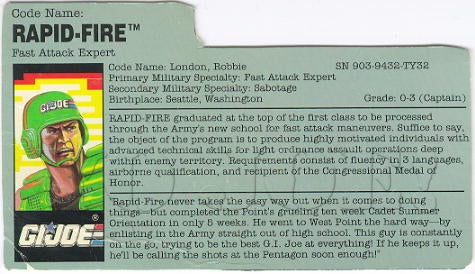 Code Name:
RAPID-FIRE™
Fast Attack Expert
Code Name: London, Robbie SN 903-9432-TY32
Primary Military Specialty: Fast Attack Expert
Secondary Military Specialty: Sabotage
Birthplace: Seattle, Washington Grade: 0-3 (Captain)
RAPID-FIRE graduated at the top of the first class to be processed
through the Army's new school for fast attack maneuvers. Suffice to say,
the object of the program is to produce highly motivated individuals with
advanced technical skills for light ordnance assault operations deep
within enemy territory. Requirements consist of fluency in 3 languages,
airborne qualification, and recipient of the Congressional Medal of
Honor.
"Rapid-Fire never takes the easy way out when it comes to doing
things—but completed the Point's grueling ten week Cadet Summer
Orientation in only 5 weeks. He went to West Point the hard way—by
enlisting in the Army straight out of high school! This guy is constantly
on the go, trying to be the best G.I. Joe at everything! If he keeps it up,
he'll be calling the shots at the Pentagon soon enough!"
GI JOE
G.I. JOE